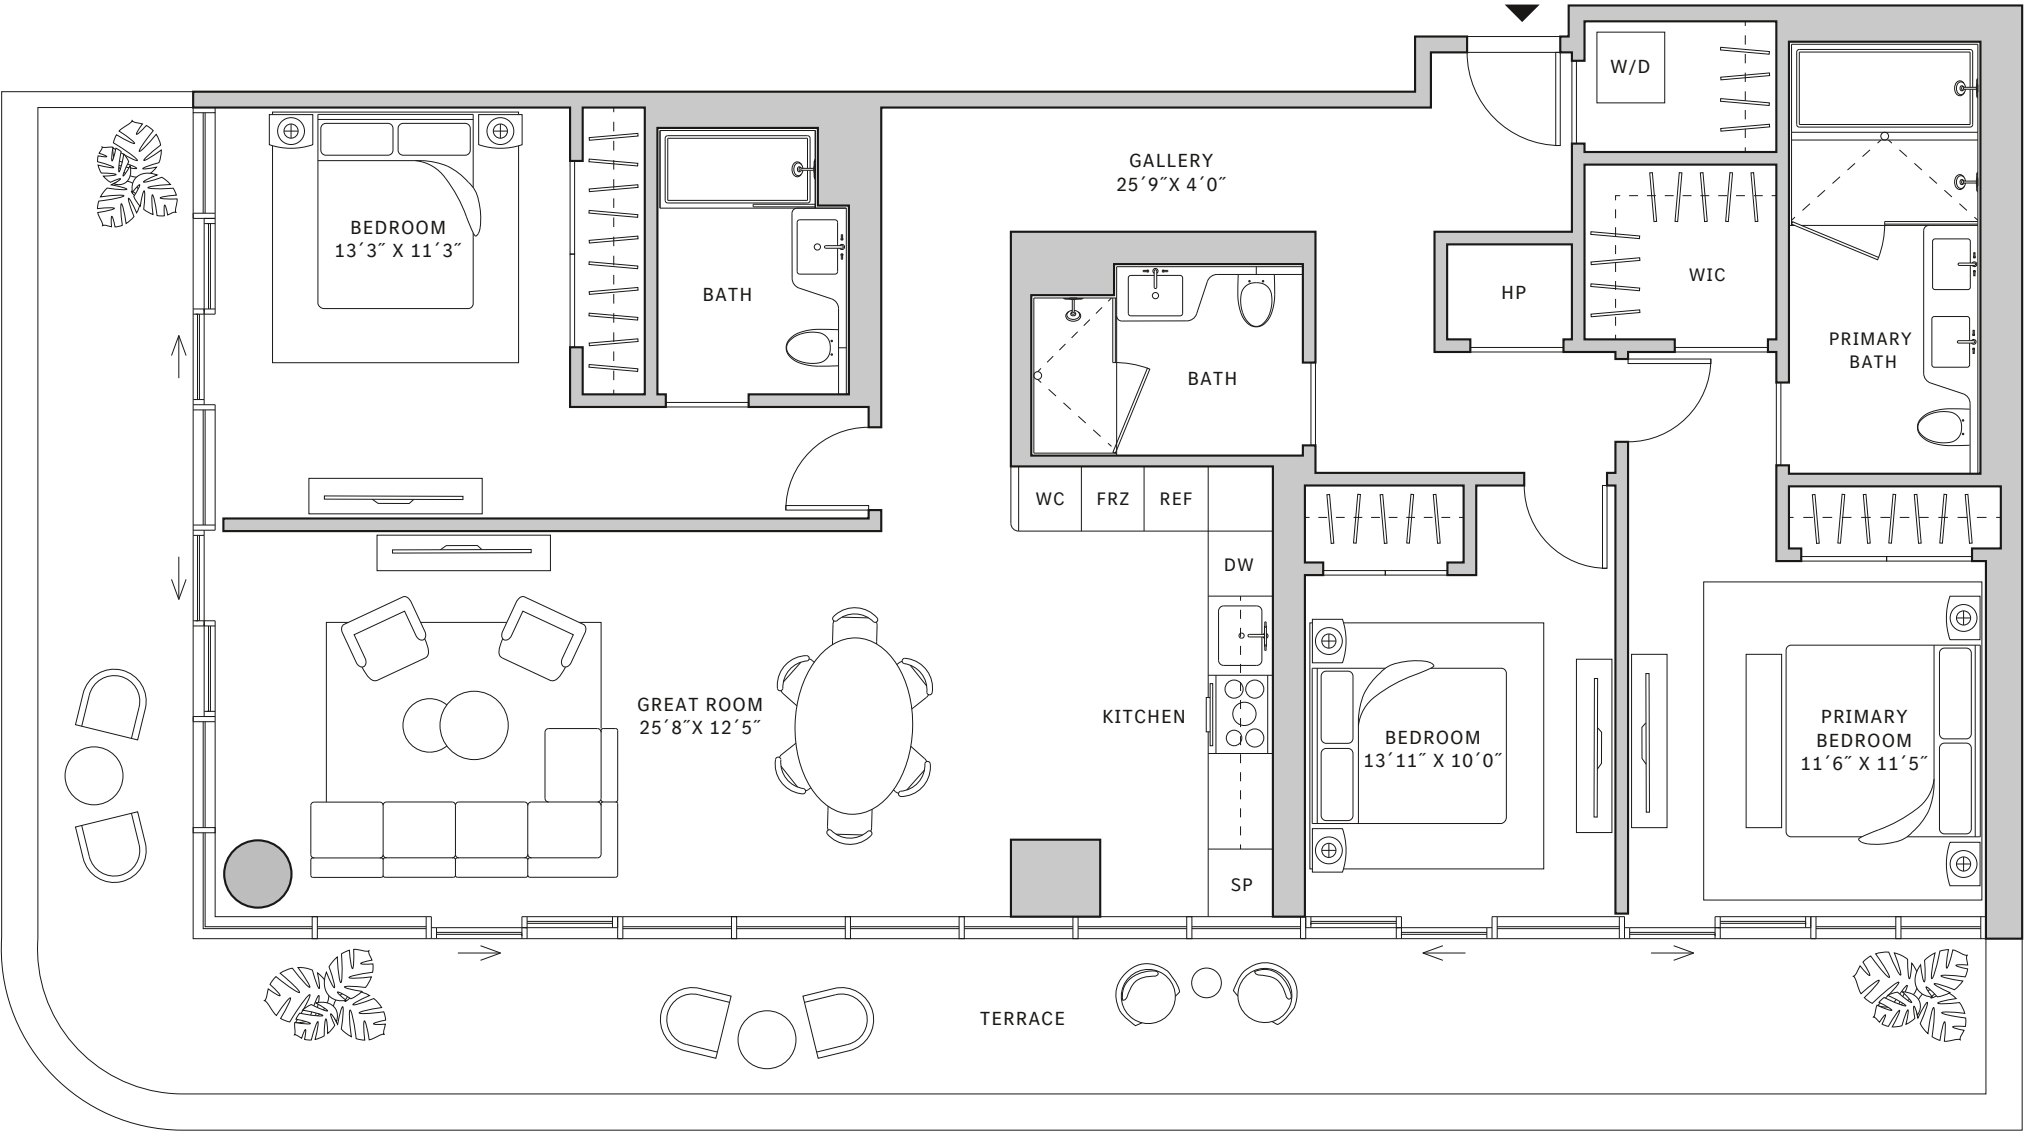 W/D
GALLERY
25´9˝X 4´0˝
BEDROOM
13´3˝ X 11´3˝
BATH
HP
WIC
PRIMARY
BATH
BATH
WC
FRZ
REF
DW
GREAT ROOM
25´8˝X 12´5˝
KITCHEN
BEDROOM
13´11˝ X 10´0˝
PRIMARY
BEDROOM
11´6˝ X 11´5˝
SP
TERRACE